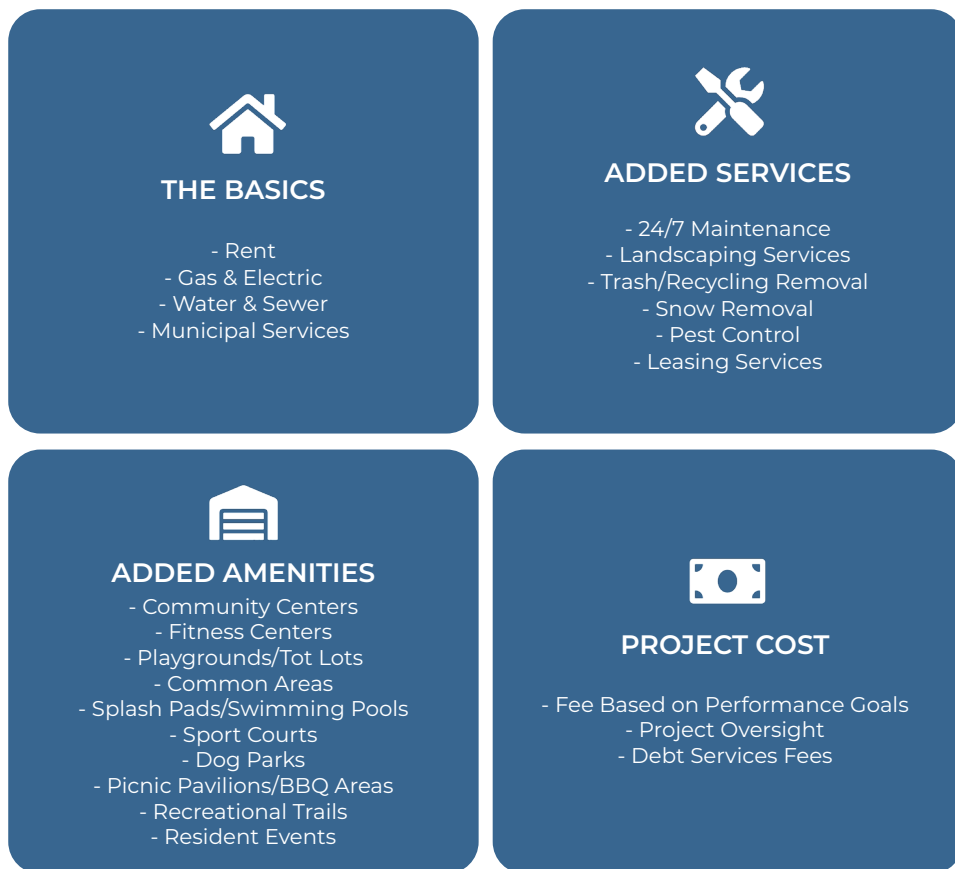 THE BASICS
- Rent
- Gas & Electric
- Water & Sewer
- Municipal Services
ADDED SERVICES
- 24/7 Maintenance
- Landscaping Services
- Trash/Recycling Removal
- Snow Removal
- Pest Control
- Leasing Services
ADDED AMENITIES
- Community Centers
- Fitness Centers
- Playgrounds/Tot Lots
- Common Areas
- Splash Pads/Swimming Pools
- Sport Courts
- Dog Parks
- Picnic Pavilions/BBQ Areas
- Recreational Trails
- Resident Events
PROJECT COST
- Fee Based on Performance Goals
- Project Oversight
- Debt Services Fees